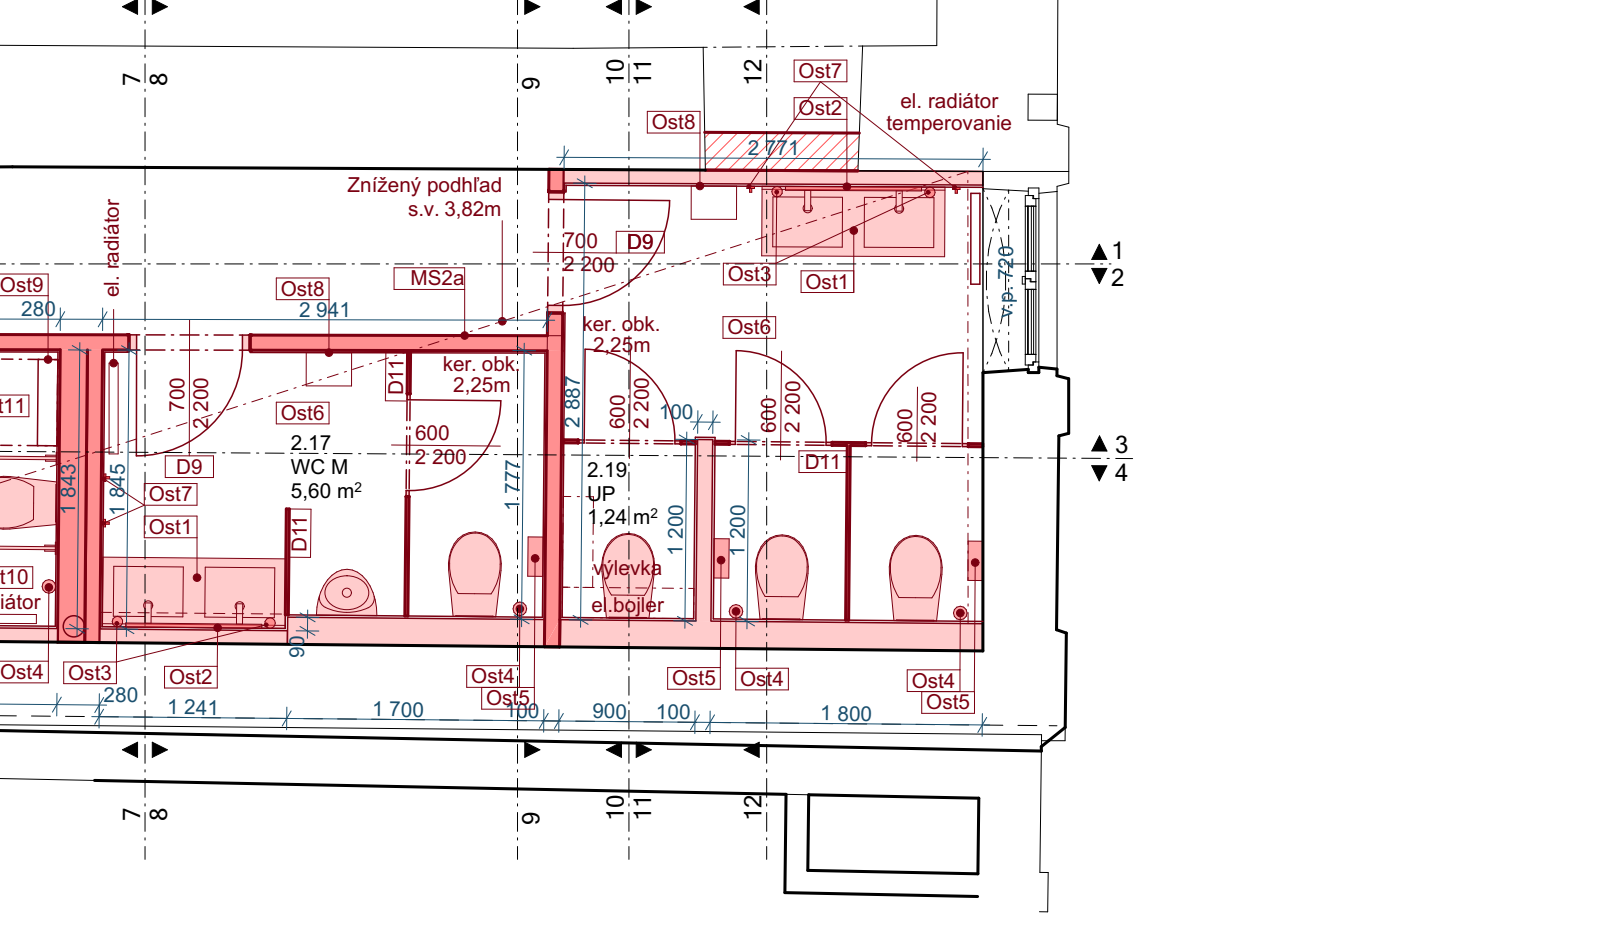 7
8
9
10
11
12
Ost7
Ost2
Ost8
el. radiátor
temperovanie
2 771
Znížený podhľad
s.v. 3,82m
el. radiátor
700
2 200
D9
MS2a
Ost9
Ost8
280
2 941
Ost3
Ost1
v.p. 720
1
2
ker. obk.
2,25m
Ost6
ker. obk.
2,25m
D11
700
2 200
2 887
600
2 200
100
600
2 200
600
2 200
t11
Ost6
2.17
WC M
5,60 m²
600
2 200
D9
D11
3
4
1 843
1 845
Ost7
Ost1
D11
1 777
2.19
UP
1,24 m²
1 200
1 200
výlevka
el.bojler
t10
iátor
90
Ost4
Ost3
Ost2
Ost4
Ost5
Ost5
Ost4
Ost4
Ost5
280
1 241
1 700
100
900
100
1 800
7
8
9
10
11
12